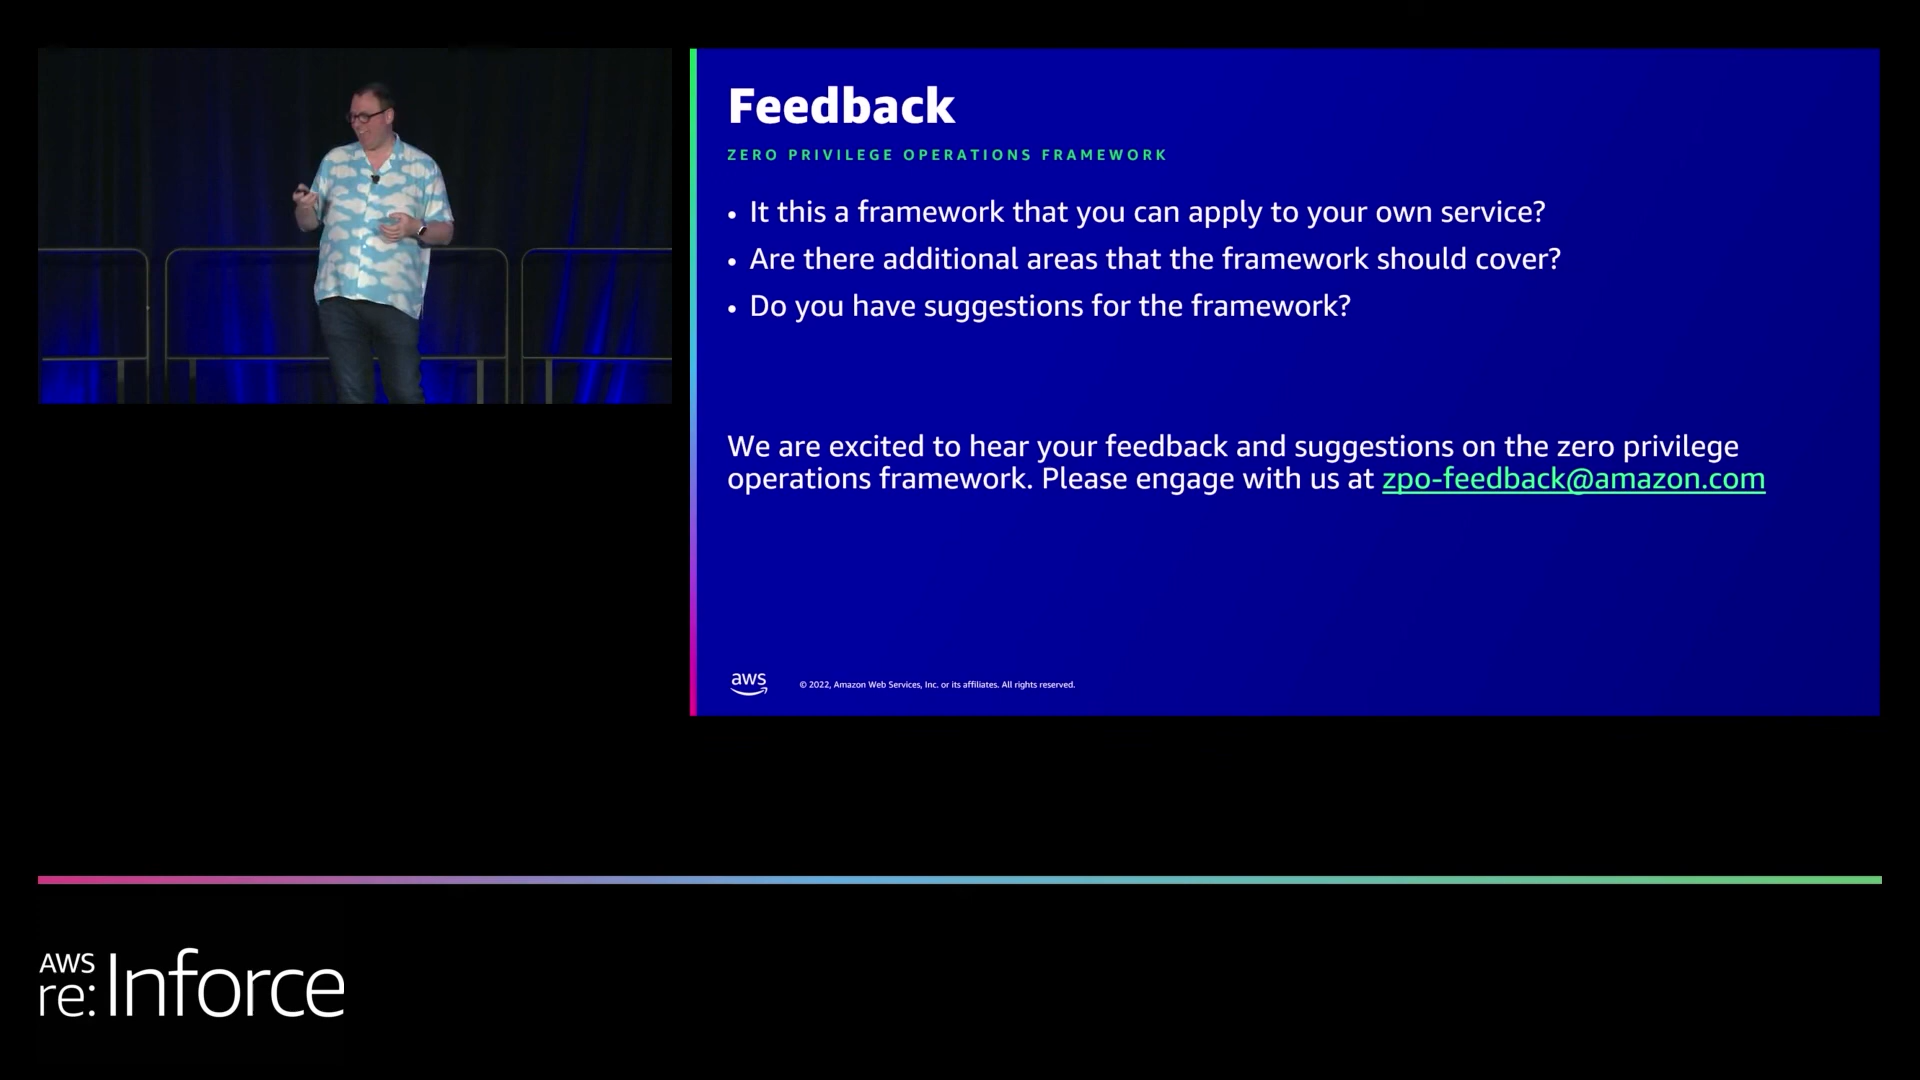 Feedback
ZERO PRIVILEGE OPERATIONS FRAMEWORK
• It this a framework that you can apply to your own service?
• Are there additional areas that the framework should cover?
• Do you have suggestions for the framework?
We are excited to hear your feedback and suggestions on the zero privilege
operations framework. Please engage with us at zpo-feedback@amazon.com
aws
© 2022, Amazon Web Services, Inc. or its affiliates. All rights reserved.
AWS
re:Inforce